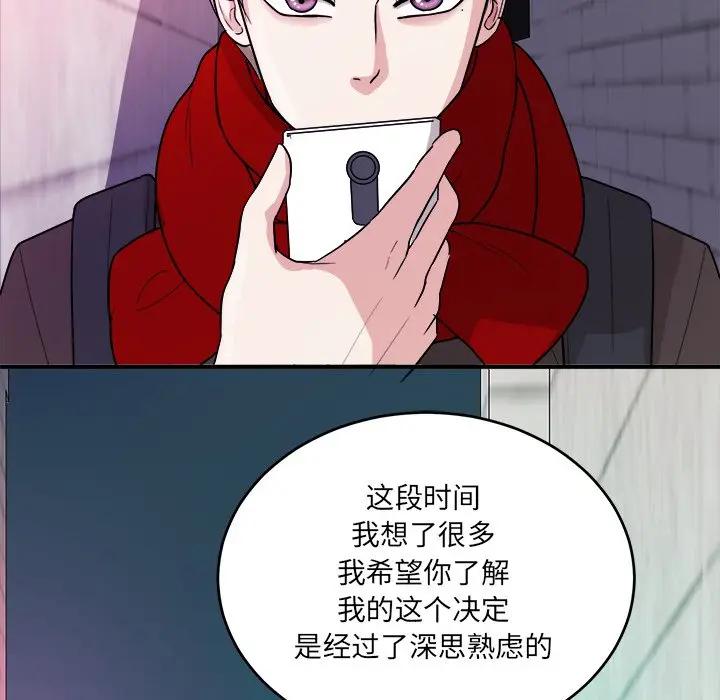 这段时间
我想了很多
我希望你了解
我的这个决定
是经过了深思熟虑的